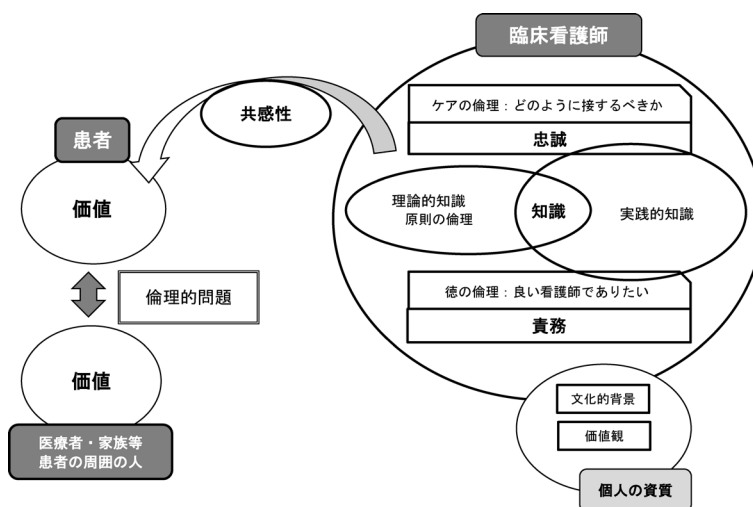 臨床看護師
ケアの倫理：どのように接するべきか
忠誠
共感性
患者
価値
理論的知識
原則の倫理
知識
実践的知識
倫理的問題
徳の倫理：良い看護師でありたい
責務
価値
医療者・家族等
患者の周囲の人
文化的背景
価値観
個人の資質